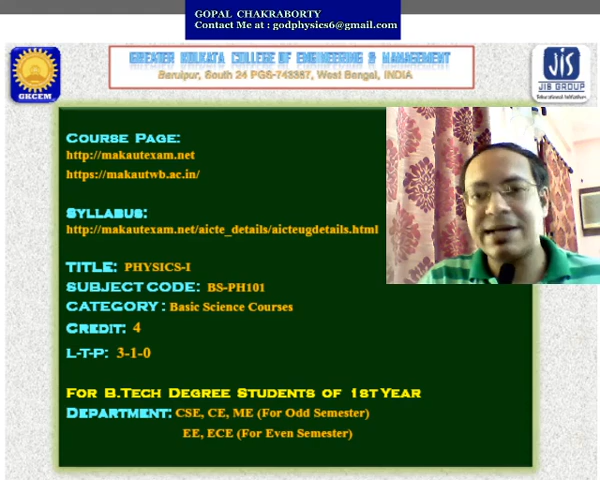 GOPAL CHAKRABORTY
Contact Me at : godphysics6@gmail.com
GREATER KOLKATA COLLEGE OF ENGINEERING & MANAGEMENT
Baruipur, South 24 PGS-743387, West Bengal, INDIA
GKCEM
JIS
JIS GROUP
Educational Initiatives
COURSE PAGE:
http://makautexam.net
https://makautwb.ac.in/
SYLLABUS:
http://makautexam.net/aicte_details/aicteugdetails.html
TITLE: PHYSICS-I
SUBJECT CODE: BS-PH101
CATEGORY : Basic Science Courses
CREDIT: 4
L-T-P: 3-1-0
FOR B.TECH DEGREE STUDENTS OF 1ST YEAR
DEPARTMENT: CSE, CE, ME (For Odd Semester)
EE, ECE (For Even Semester)